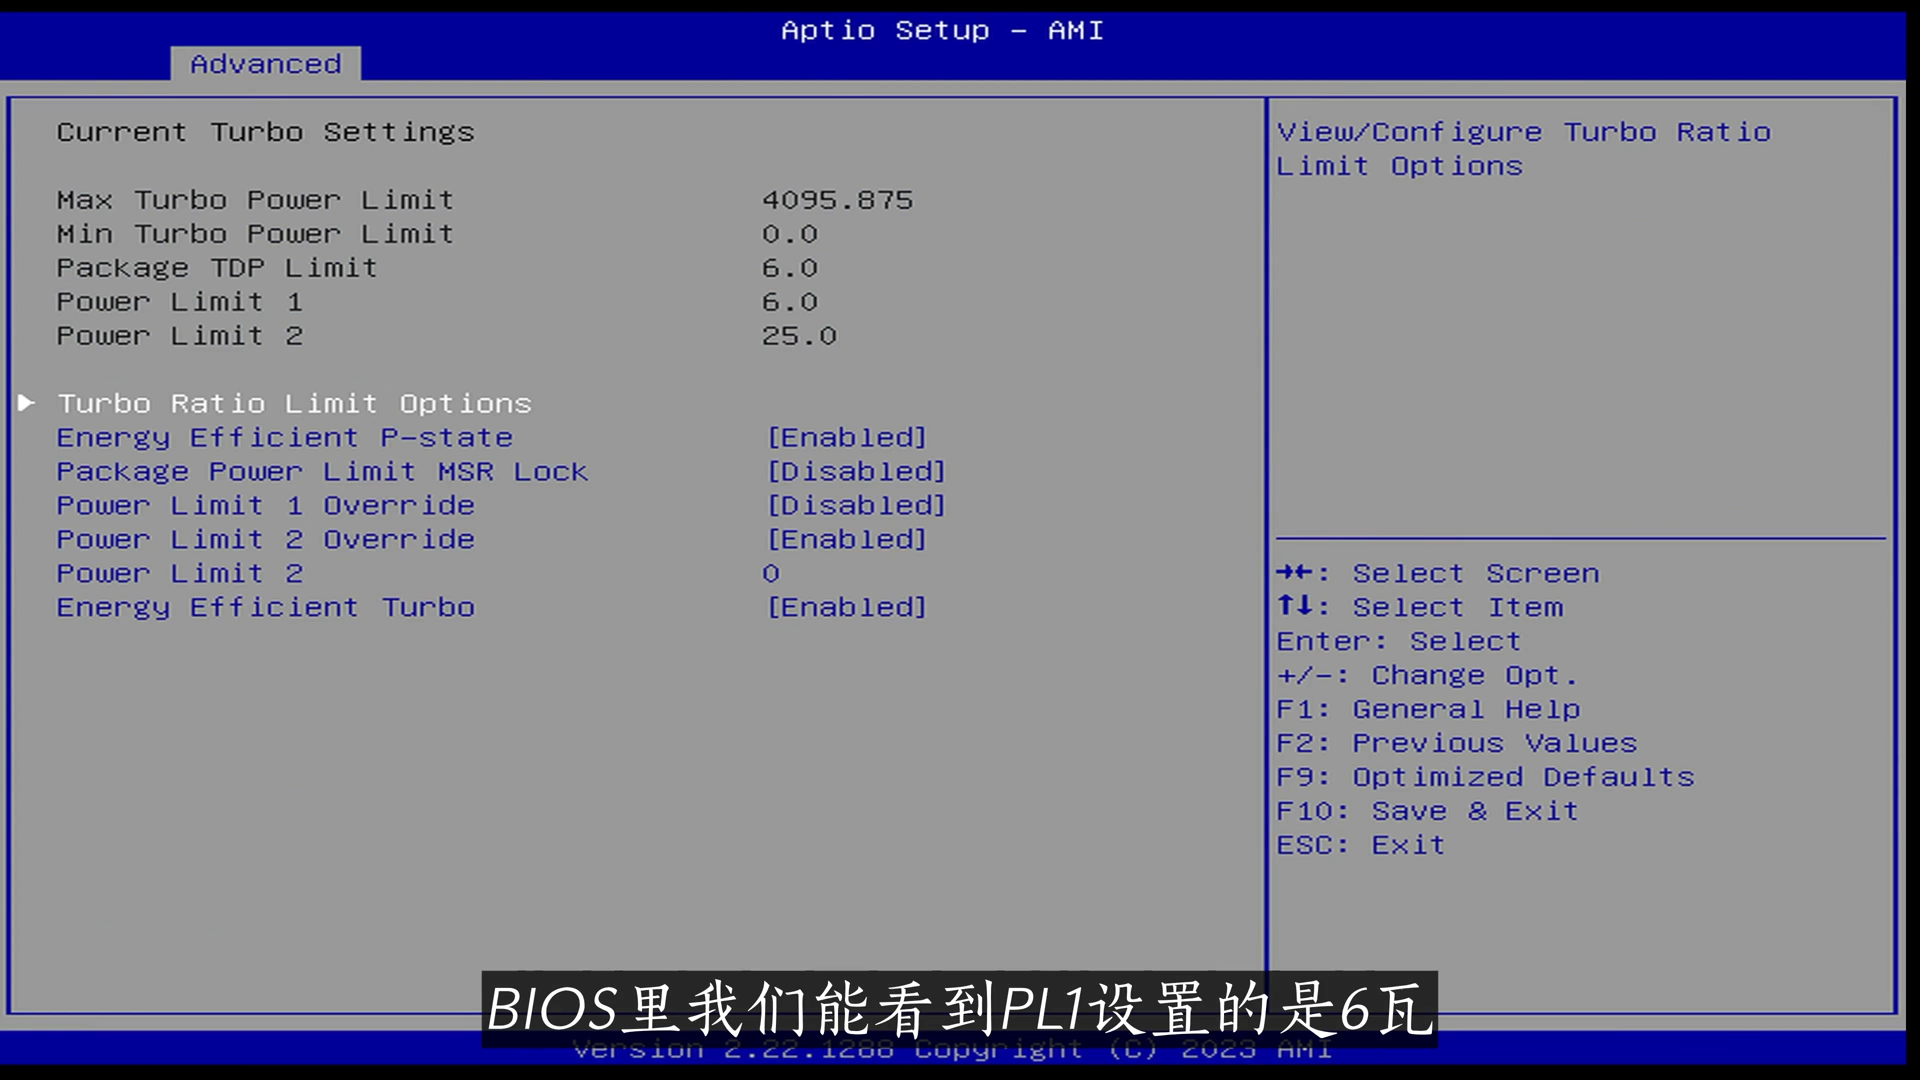 Aptio Setup – AMI
Advanced
Current Turbo Settings
Max Turbo Power Limit 4095.875
Min Turbo Power Limit 0.0
Package TDP Limit 6.0
Power Limit 1 6.0
Power Limit 2 25.0
Turbo Ratio Limit Options
Energy Efficient P-state [Enabled]
Package Power Limit MSR Lock [Disabled]
Power Limit 1 Override [Disabled]
Power Limit 2 Override [Enabled]
Power Limit 2 0
Energy Efficient Turbo [Enabled]
View/Configure Turbo Ratio
Limit Options
→←: Select Screen
↑↓: Select Item
Enter: Select
+/-: Change Opt.
F1: General Help
F2: Previous Values
F9: Optimized Defaults
F10: Save & Exit
ESC: Exit
BIOS里我们能看到PL1设置的是6瓦
Version 2.22.1288 Copyright (C) 2023 AMI